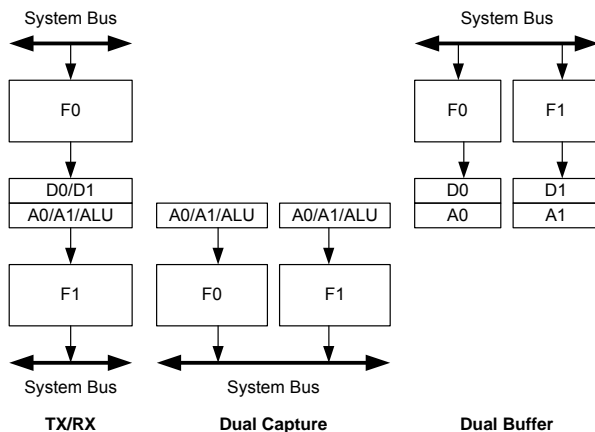 System Bus
System Bus
F0
F0
F1
D0/D1
D0
D1
A0/A1/ALU
A0/A1/ALU
A0/A1/ALU
A0
A1
F1
F0
F1
System Bus
System Bus
TX/RX
Dual Capture
Dual Buffer